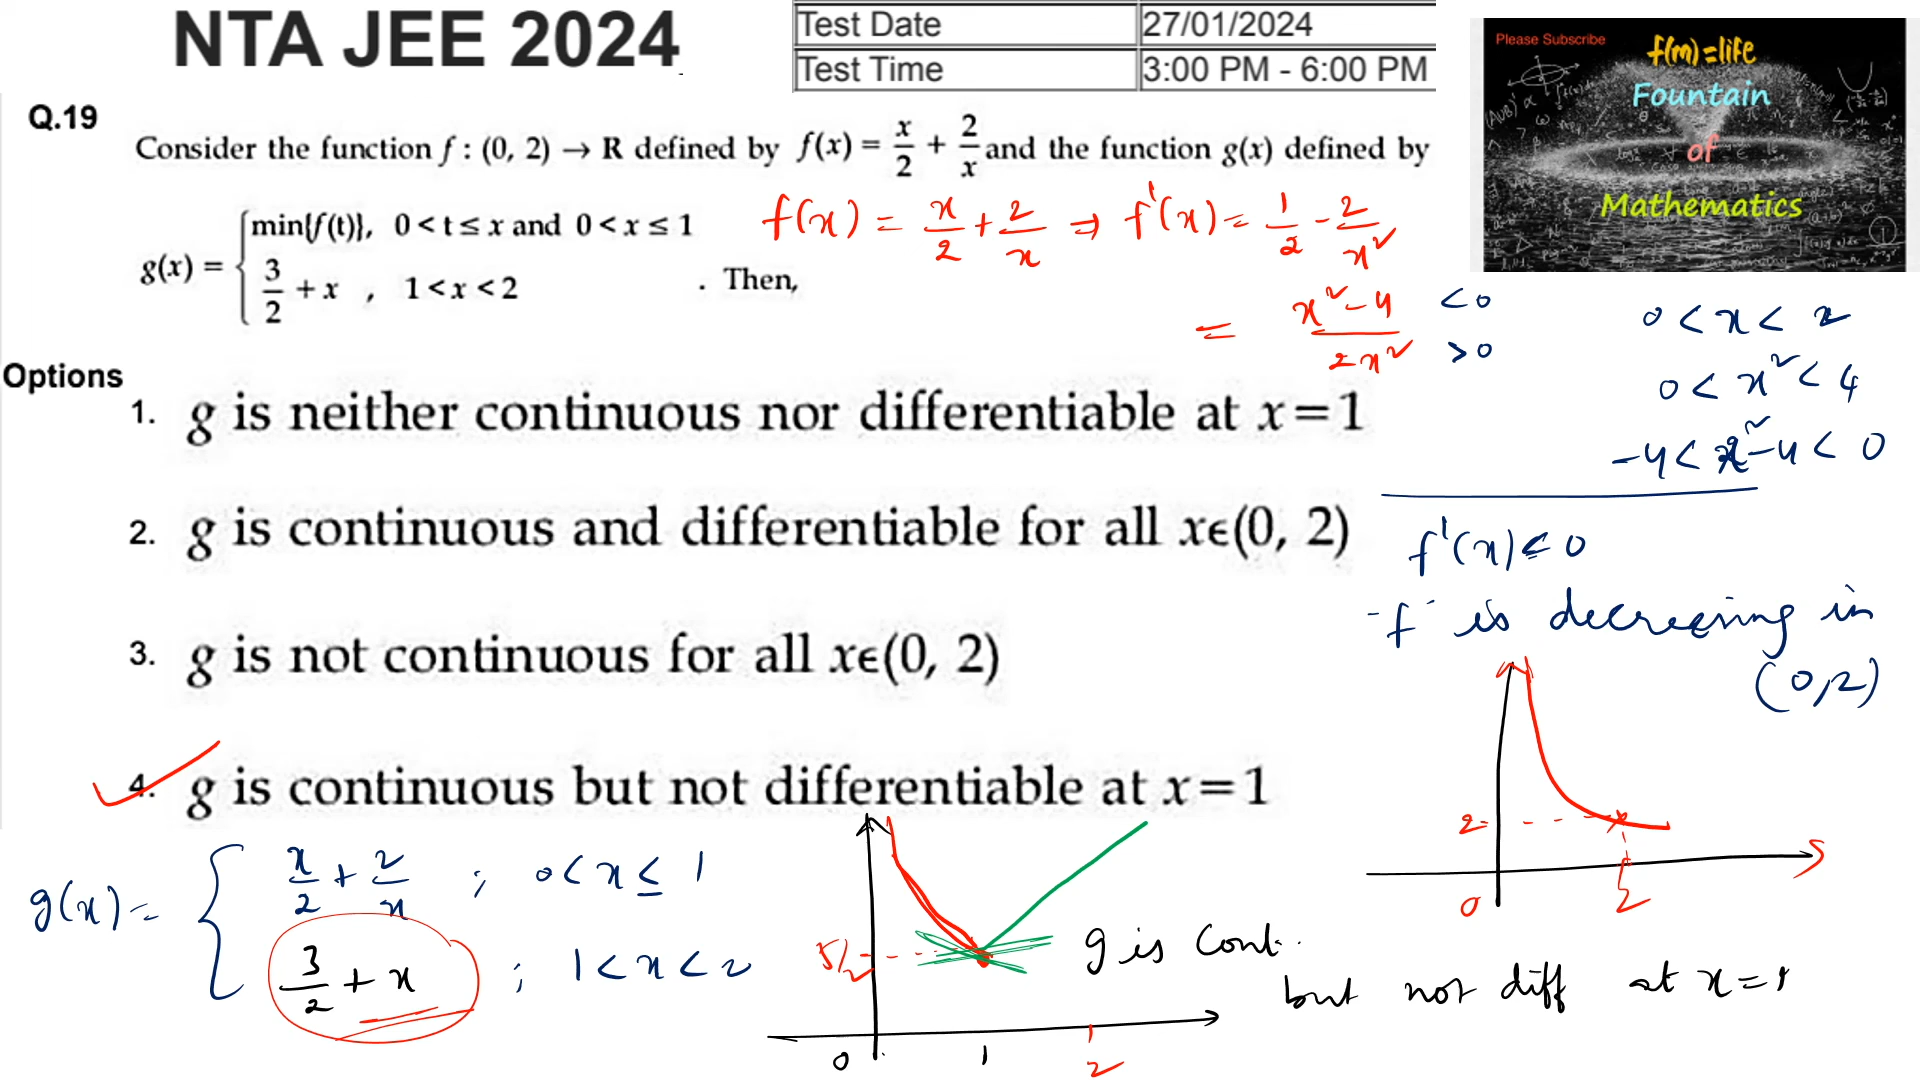 NTA JEE 2024
Test Date 27/01/2024
Test Time 3:00 PM - 6:00 PM
Please Subscribe
f(m)=life
Fountain
of
Mathematics
Q.19
Consider the function f : (0, 2) → R defined by f(x) = x/2 + 2/x and the function g(x) defined by
g(x) = { min{f(t)}, 0 < t ≤ x and 0 < x ≤ 1
3/2 + x , 1 < x < 2 . Then,
f(x) = x/2 + 2/x ⇒ f'(x) = 1/2 - 2/x²
= x²-4 / 2x² <0 >0
0 < x < 2
0 < x² < 4
-4 < x²-4 < 0
f'(x) < 0
f is decreasing in
(0,2)
Options
1. g is neither continuous nor differentiable at x=1
2. g is continuous and differentiable for all xϵ(0, 2)
3. g is not continuous for all xϵ(0, 2)
4. g is continuous but not differentiable at x=1
2
0 2
g(x) = { x/2 + 2/x ; 0 < x ≤ 1
3/2 + x ; 1 < x < 2
5/2
0 1 2
g is cont.
but not diff at x=1